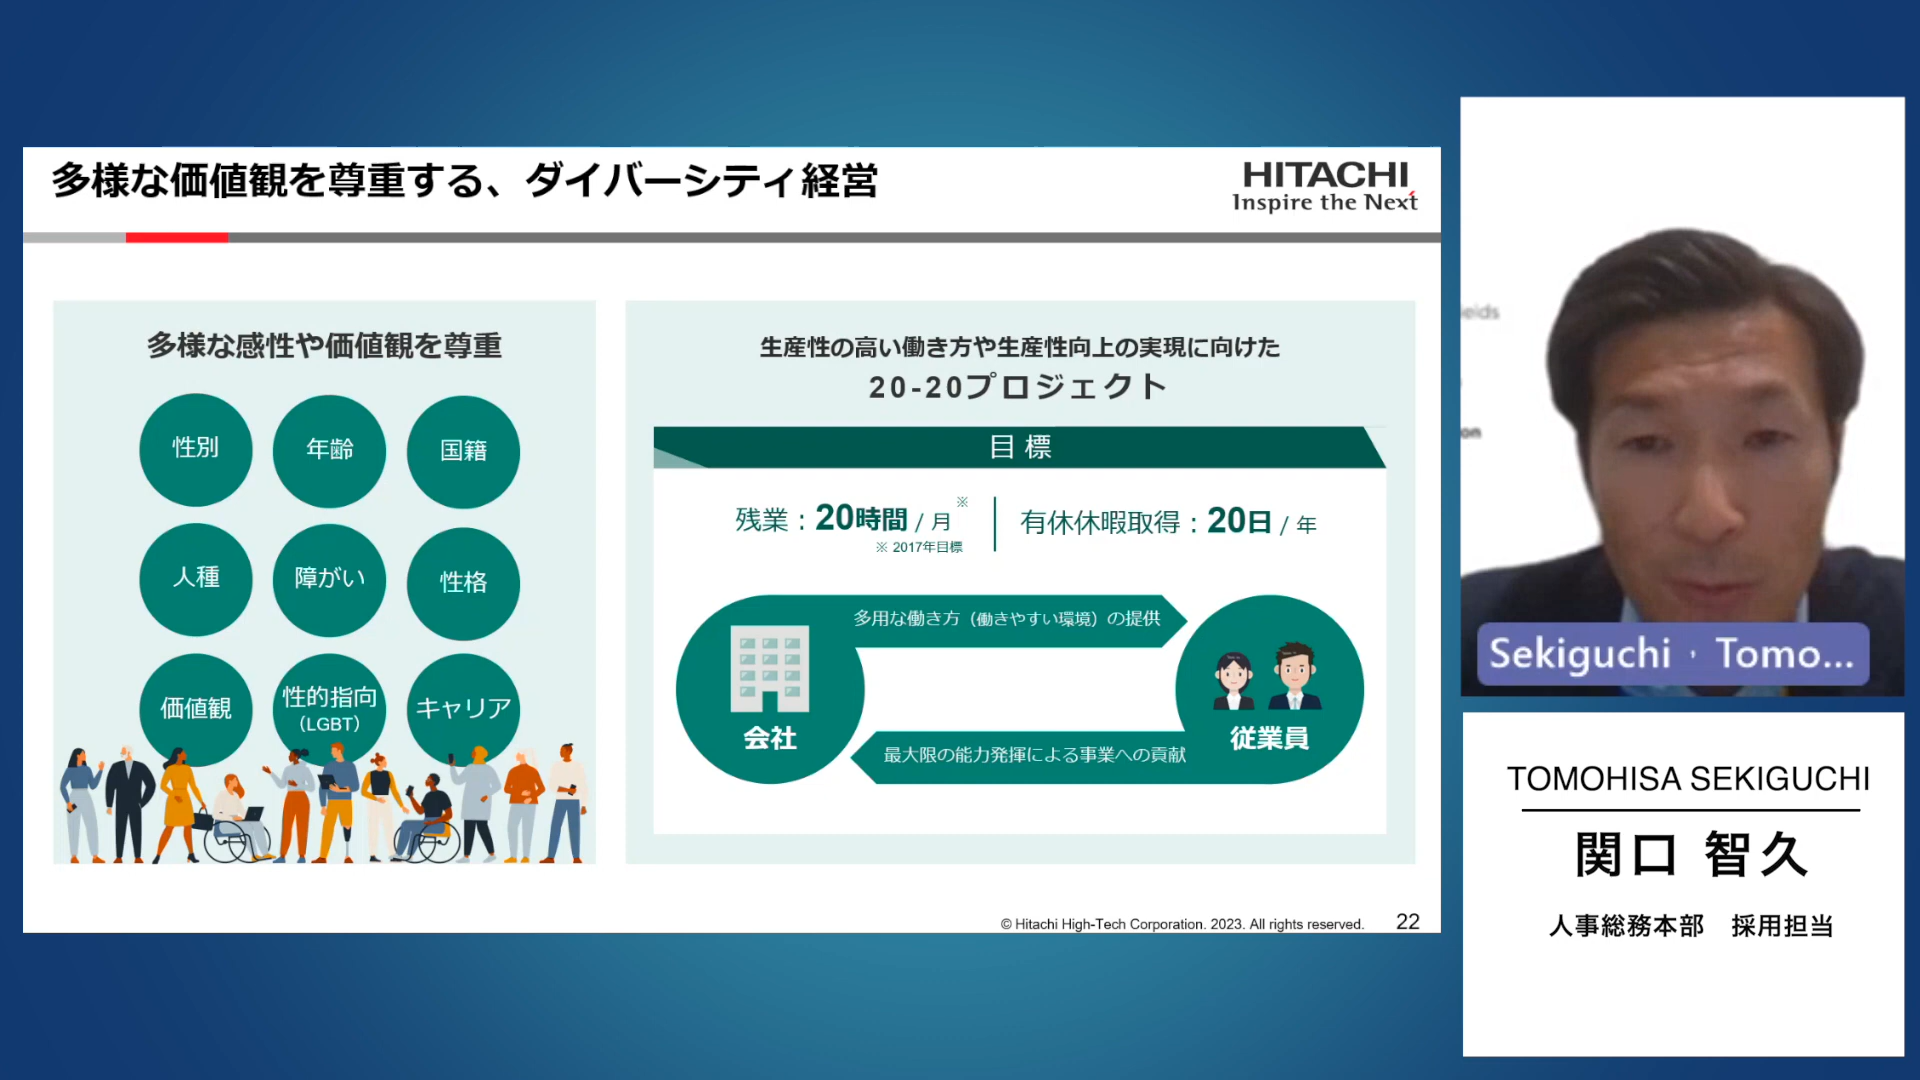 多様な価値観を尊重する、ダイバーシティ経営
HITACHI
Inspire the Next
多様な感性や価値観を尊重
性別
年齢
国籍
人種
障がい
性格
価値観
性的指向
（LGBT）
キャリア
生産性の高い働き方や生産性向上の実現に向けた
20-20プロジェクト
目標
残業：20時間 / 月※
※ 2017年目標
有休休暇取得：20日 / 年
多用な働き方（働きやすい環境）の提供
会社
従業員
最大限の能力発揮による事業への貢献
© Hitachi High-Tech Corporation. 2023. All rights reserved.
22
Sekiguchi・Tomo...
TOMOHISA SEKIGUCHI
関口 智久
人事総務本部　採用担当